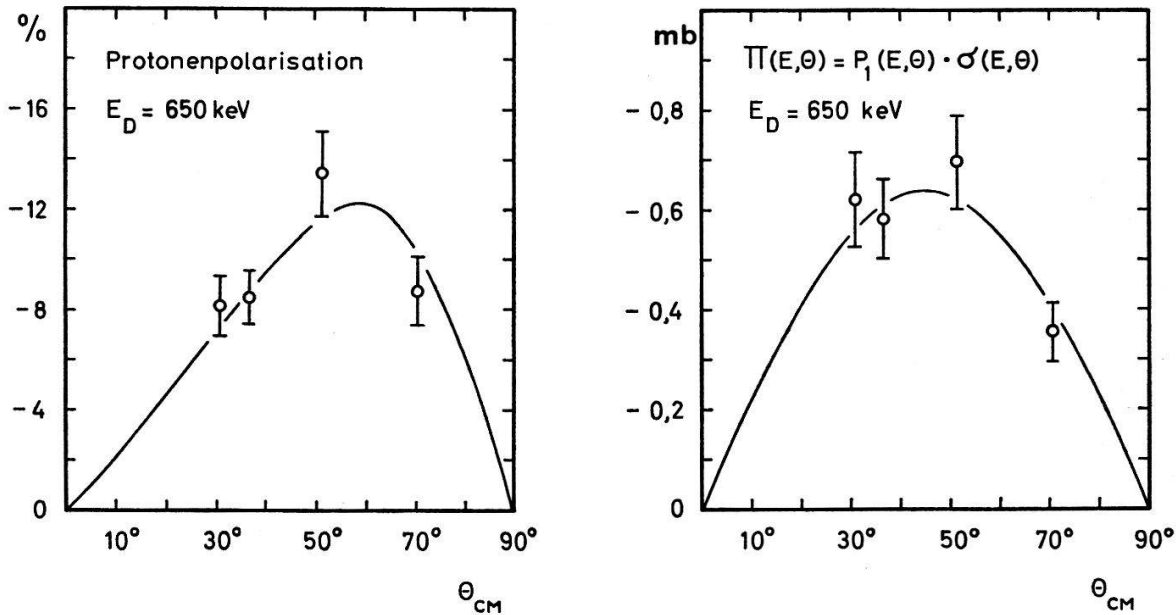 %
Protonenpolarisation
E_D = 650 keV
-16
-12
-8
-4
0
10° 30° 50° 70° 90°
Θ_CM
mb
Π(E,Θ) = P_1(E,Θ) · σ(E,Θ)
E_D = 650 keV
- 0,8
- 0,6
- 0,4
- 0,2
0
10° 30° 50° 70° 90°
Θ_CM